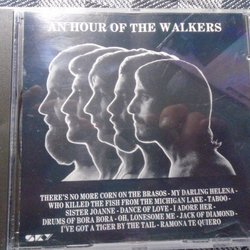 AN HOUR OF THE WALKERS
THERE'S NO MORE CORN ON THE BRASOS - MY DARLING HELENA -
WHO KILLED THE FISH FROM THE MICHIGAN LAKE - TABOO -
SISTER JOANNE - DANCE OF LOVE - I ADORE HER -
DRUMS OF BORA BORA - OH, LONESOME ME - JACK OF DIAMOND -
I'VE GOT A TIGER BY THE TAIL - RAMONA TE QUIERO
SKY